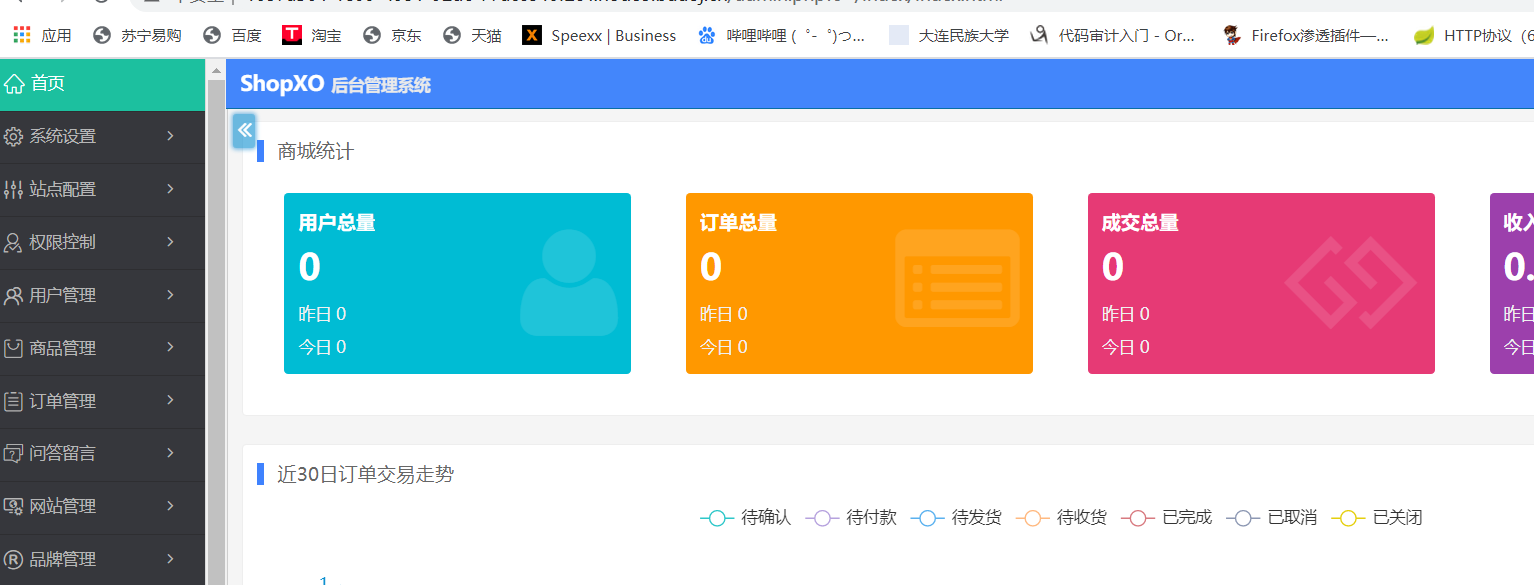 应用 苏宁易购 百度 淘宝 京东 天猫 Speexx | Business 哔哩哔哩 ( ゜- ゜)つ... 大连民族大学 代码审计入门 - Or... Firefox渗透插件—... HTTP协议（6
首页
系统设置
站点配置
权限控制
用户管理
商品管理
订单管理
问答留言
网站管理
品牌管理
ShopXO 后台管理系统
商城统计
用户总量
0
昨日 0
今日 0
订单总量
0
昨日 0
今日 0
成交总量
0
昨日 0
今日 0
收入
0.
昨日
今日
近30日订单交易走势
待确认 待付款 待发货 待收货 已完成 已取消 已关闭
1